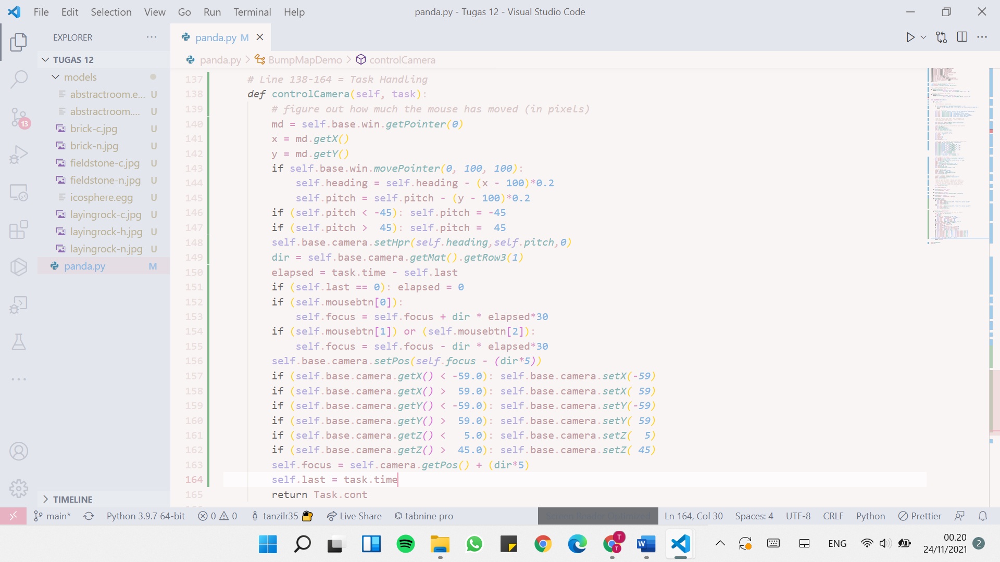 File Edit Selection View Go Run Terminal Help
panda.py - Tugas 12 - Visual Studio Code
EXPLORER
TUGAS 12
models
abstractroom.e... U
abstractroom.... U
brick-c.jpg U
brick-n.jpg U
fieldstone-c.jpg U
fieldstone-n.jpg U
icosphere.egg U
layingrock-c.jpg U
layingrock-h.jpg U
layingrock-n.jpg U
panda.py M
13
TIMELINE
panda.py M
panda.py > BumpMapDemo > controlCamera
137 # Line 138-164 = Task Handling
138 def controlCamera(self, task):
139 # figure out how much the mouse has moved (in pixels)
140 md = self.base.win.getPointer(0)
141 x = md.getX()
142 y = md.getY()
143 if self.base.win.movePointer(0, 100, 100):
144 self.heading = self.heading - (x - 100)*0.2
145 self.pitch = self.pitch - (y - 100)*0.2
146 if (self.pitch < -45): self.pitch = -45
147 if (self.pitch >  45): self.pitch =  45
148 self.base.camera.setHpr(self.heading,self.pitch,0)
149 dir = self.base.camera.getMat().getRow3(1)
150 elapsed = task.time - self.last
151 if (self.last == 0): elapsed = 0
152 if (self.mousebtn[0]):
153 self.focus = self.focus + dir * elapsed*30
154 if (self.mousebtn[1]) or (self.mousebtn[2]):
155 self.focus = self.focus - dir * elapsed*30
156 self.base.camera.setPos(self.focus - (dir*5))
157 if (self.base.camera.getX() < -59.0): self.base.camera.setX(-59)
158 if (self.base.camera.getX() >  59.0): self.base.camera.setX( 59)
159 if (self.base.camera.getY() < -59.0): self.base.camera.setY(-59)
160 if (self.base.camera.getY() >  59.0): self.base.camera.setY( 59)
161 if (self.base.camera.getZ() <   5.0): self.base.camera.setZ(  5)
162 if (self.base.camera.getZ() >  45.0): self.base.camera.setZ( 45)
163 self.focus = self.camera.getPos() + (dir*5)
164 self.last = task.time
165 return Task.cont
main* Python 3.9.7 64-bit 0 0 tanzilr35 Live Share tabnine pro Screen Reader Optimized Ln 164, Col 30 Spaces: 4 UTF-8 CRLF Python Prettier
T
T
W
ENG
00.20
24/11/2021
2